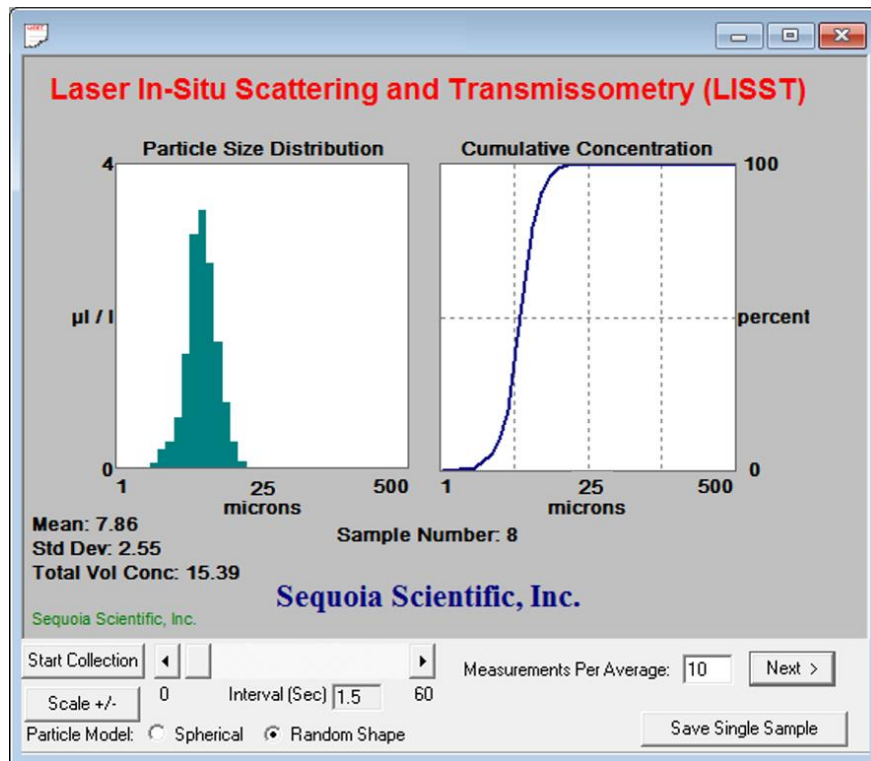 Laser In-Situ Scattering and Transmissometry (LISST)
Particle Size Distribution
4
µl / l
0
1 25 500
microns
Cumulative Concentration
100
percent
0
1 25 500
microns
Mean: 7.86
Std Dev: 2.55
Total Vol Conc: 15.39
Sample Number: 8
Sequoia Scientific, Inc.
Sequoia Scientific, Inc.
Start Collection
Scale +/-
0 Interval (Sec) 1.5 60
Measurements Per Average: 10 Next >
Particle Model: Spherical Random Shape
Save Single Sample